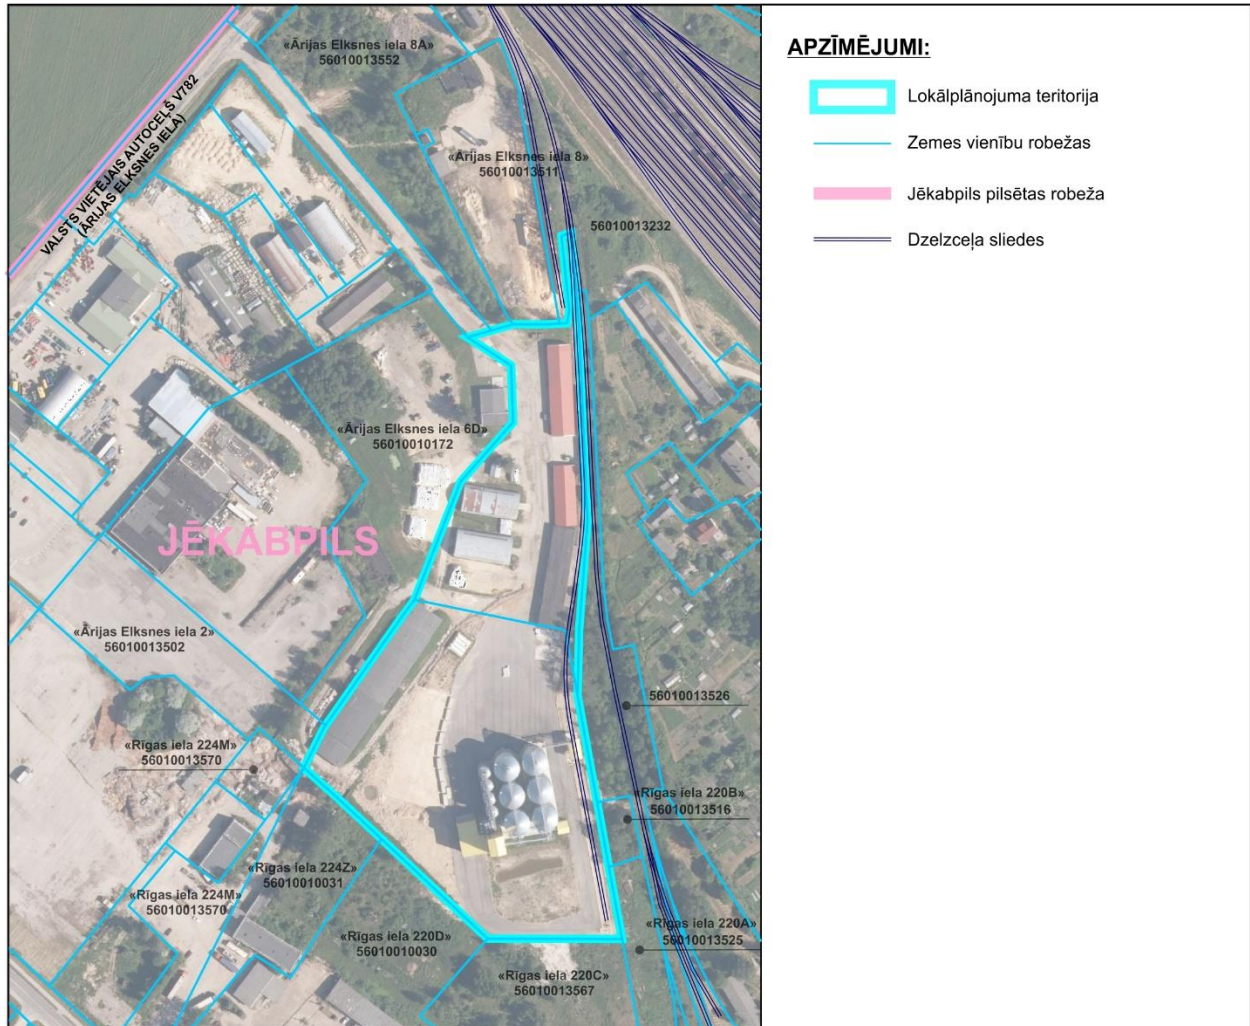 «Ārijas Elksnes iela 8A»
56010013552
VALSTS VIETĒJAIS AUTOCEĻŠ V782
(ĀRIJAS ELKSNES IELA)
«Ārijas Elksnes iela 8»
56010013511
56010013232
«Ārijas Elksnes iela 6D»
56010010172
JĒKABPILS
«Ārijas Elksnes iela 2»
56010013502
56010013526
«Rīgas iela 224M»
56010013570
«Rīgas iela 220B»
56010013516
«Rīgas iela 224Z»
56010010031
«Rīgas iela 224M»
56010013570
«Rīgas iela 220D»
56010010030
«Rīgas iela 220A»
56010013525
«Rīgas iela 220C»
56010013567
APZĪMĒJUMI:
Lokālplānojuma teritorija
Zemes vienību robežas
Jēkabpils pilsētas robeža
Dzelzceļa sliedes